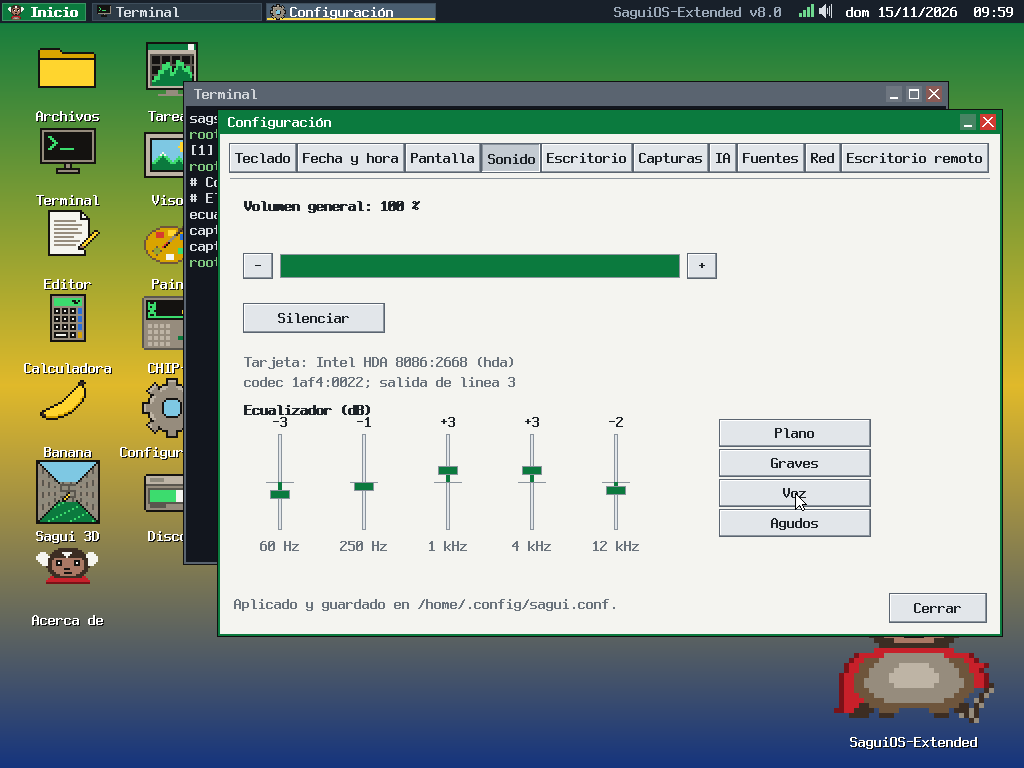 Inicio
Terminal
Configuración
SaguiOS-Extended v8.0
dom 15/11/2026
09:59
Archivos
Terminal
Editor
Calculadora
Banana
Sagui 3D
Acerca de
Configur
Terminal
root
[1]
root
root
Configuración
Teclado
Fecha y hora
Pantalla
Sonido
Escritorio
Capturas
IA
Fuentes
Red
Escritorio remoto
Volumen general: 100 %
-
+
Silenciar
Tarjeta: Intel HDA 8086:2668 (hda)
codec 1af4:0022; salida de linea 3
Ecualizador (dB)
-3 -1 +3 +3 -2
60 Hz 250 Hz 1 kHz 4 kHz 12 kHz
Plano
Graves
Voz
Agudos
Aplicado y guardado en /home/.config/sagui.conf.
Cerrar
SaguiOS-Extended